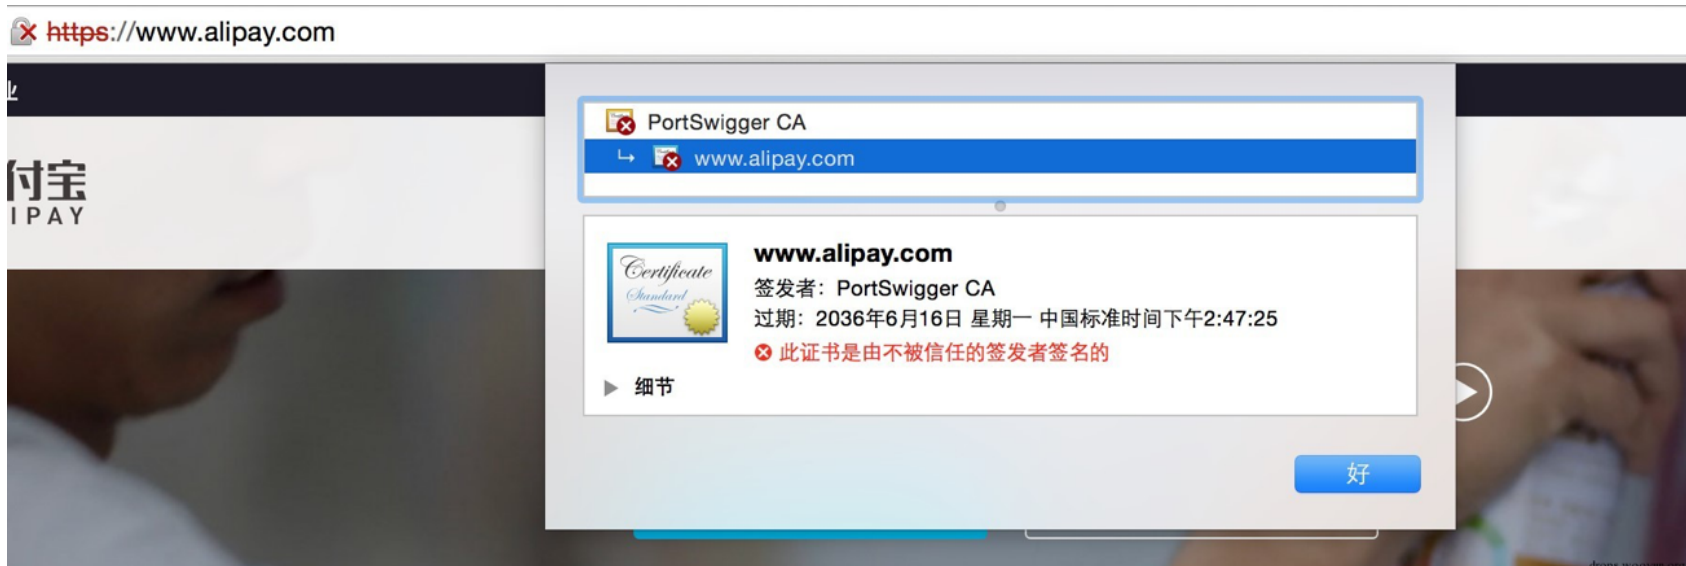 https://www.alipay.com
业
付宝
IPAY
PortSwigger CA
www.alipay.com
Certificate
Standard
www.alipay.com
签发者：PortSwigger CA
过期：2036年6月16日 星期一 中国标准时间下午2:47:25
此证书是由不被信任的签发者签名的
细节
好